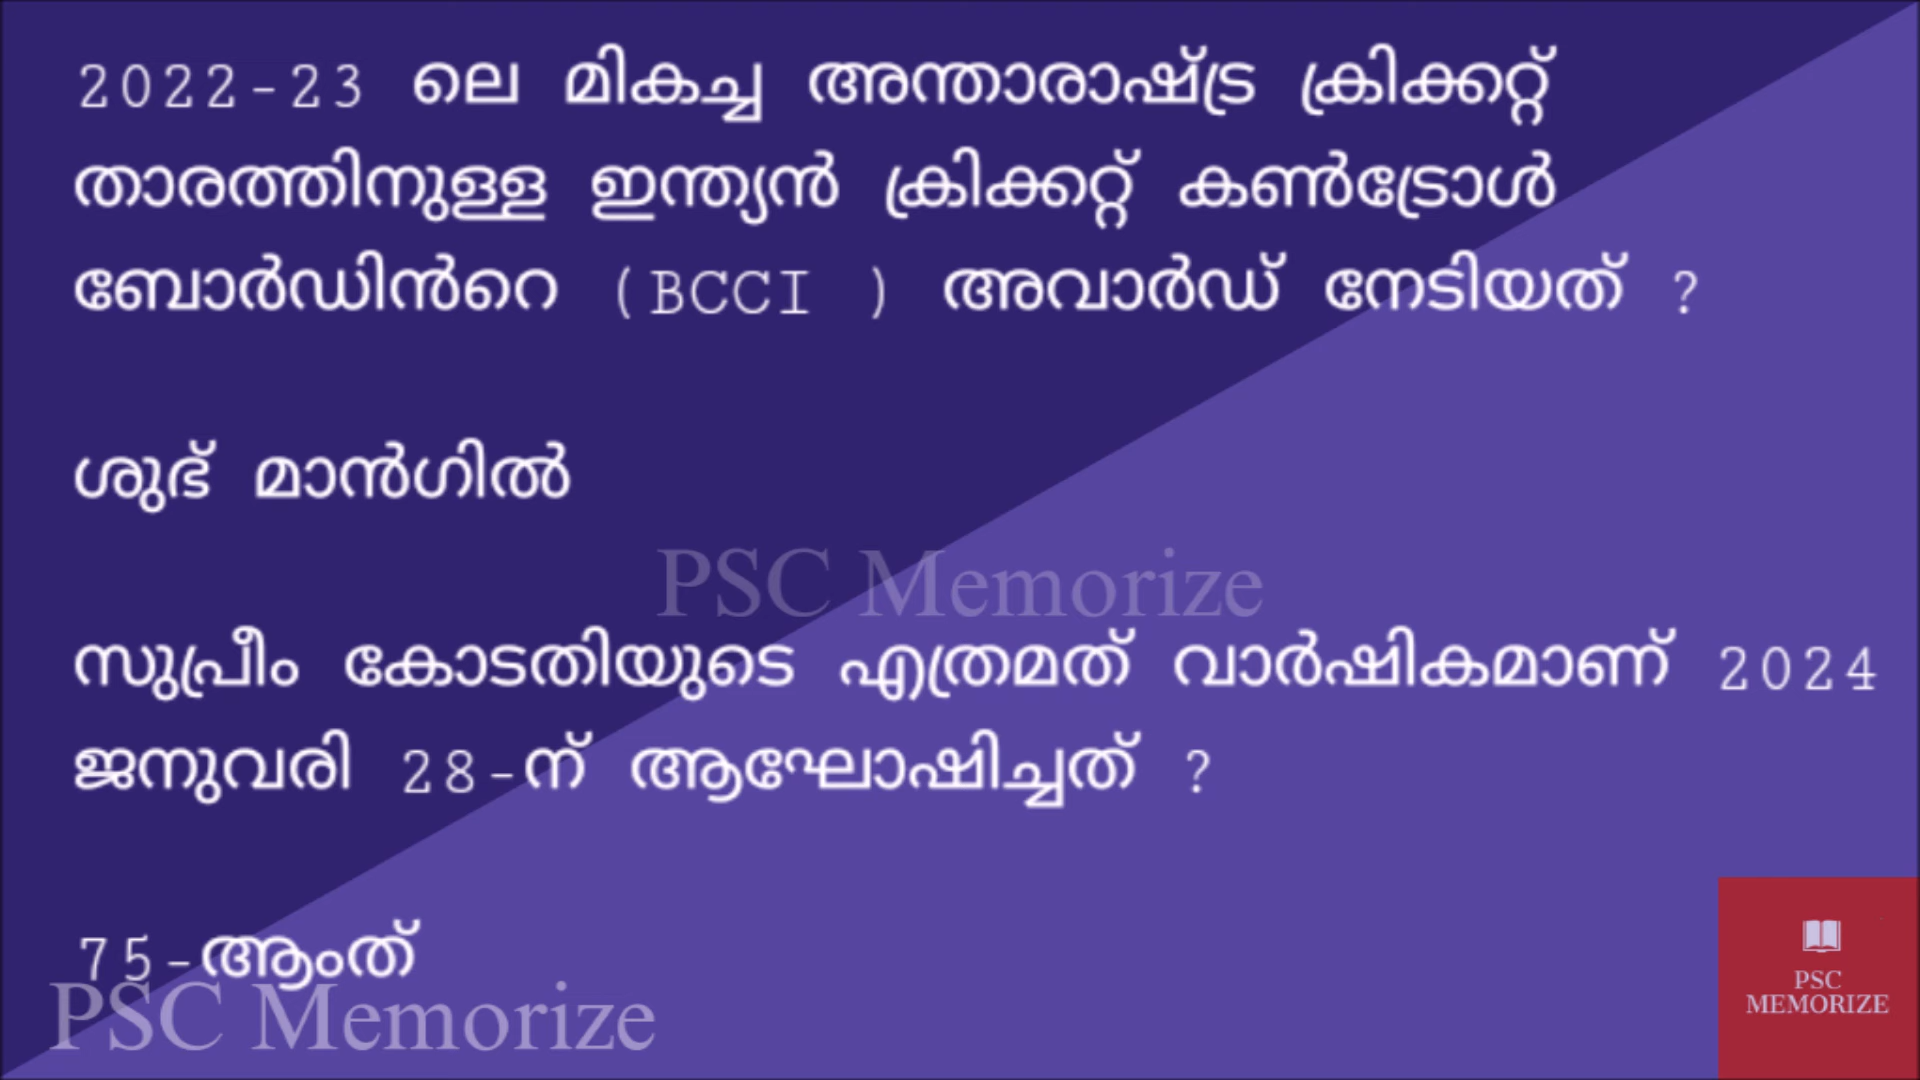 2022-23 ലെ മികച്ച അന്താരാഷ്ട്ര ക്രിക്കറ്റ്
താരത്തിനുള്ള ഇന്ത്യൻ ക്രിക്കറ്റ് കൺട്രോൾ
ബോർഡിൻറെ (BCCI ) അവാർഡ് നേടിയത് ?
ശുഭ് മാൻഗിൽ
PSC Memorize
സുപ്രീം കോടതിയുടെ എത്രമത് വാർഷികമാണ് 2024
ജനുവരി 28-ന് ആഘോഷിച്ചത് ?
75-ആംത്
PSC Memorize
PSC
MEMORIZE